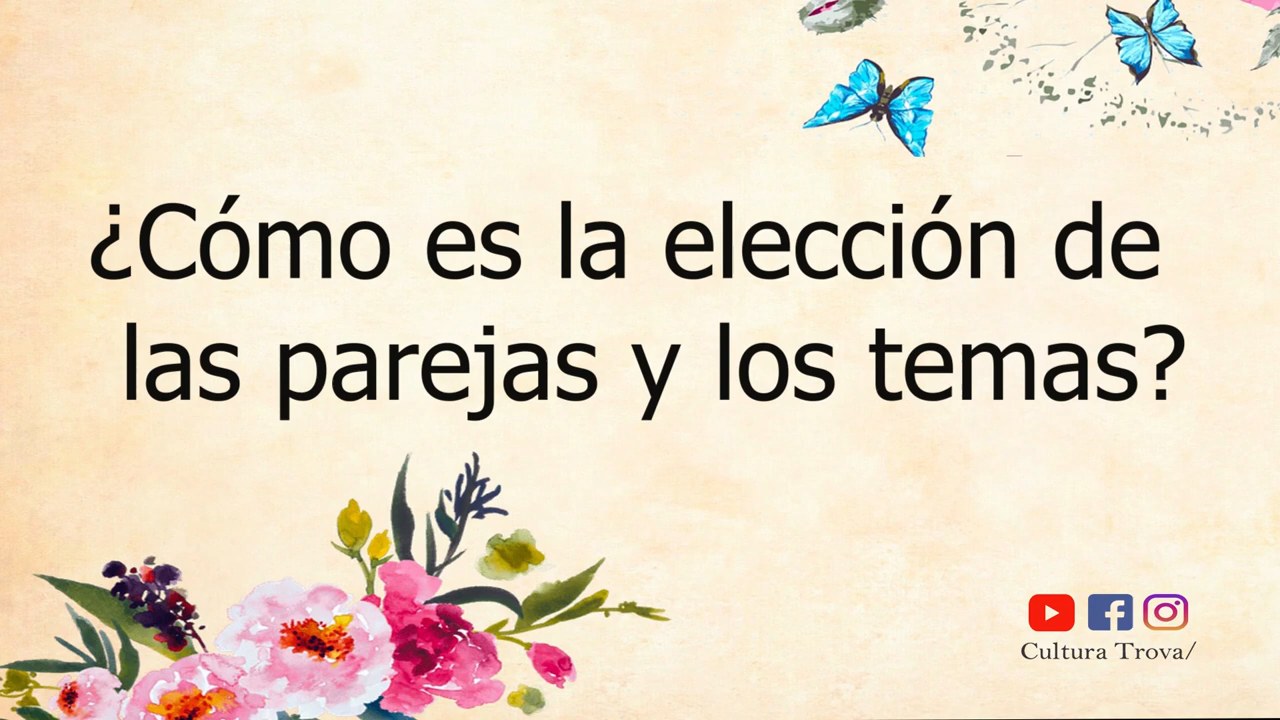 ¿Cómo es la elección de
las parejas y los temas?
Cultura Trova/